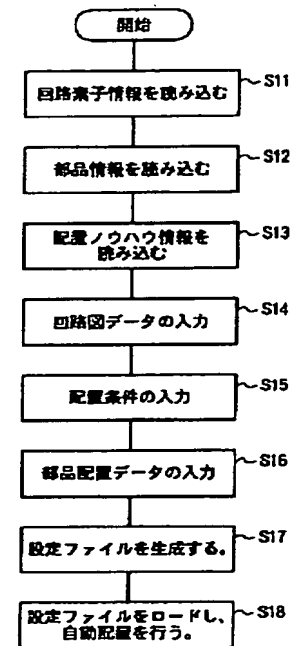 開始
回路素子情報を読み込む
S11
部品情報を読み込む
S12
配置ノウハウ情報を
読み込む
S13
回路図データの入力
S14
配置条件の入力
S15
部品配置データの入力
S16
設定ファイルを生成する。
S17
設定ファイルをロードし、
自動配置を行う。
S18